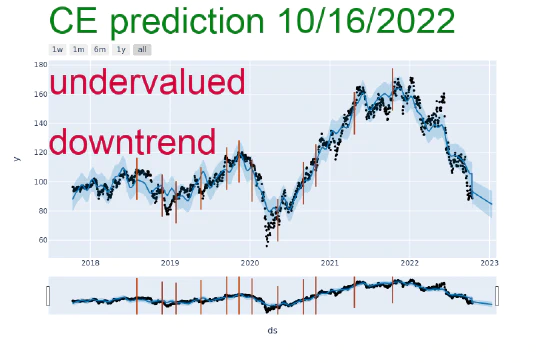 CE prediction 10/16/2022
1w 1m 6m 1y all
180
undervalued
160
140
downtrend
120
100
80
60
y
2018 2019 2020 2021 2022 2023
ds